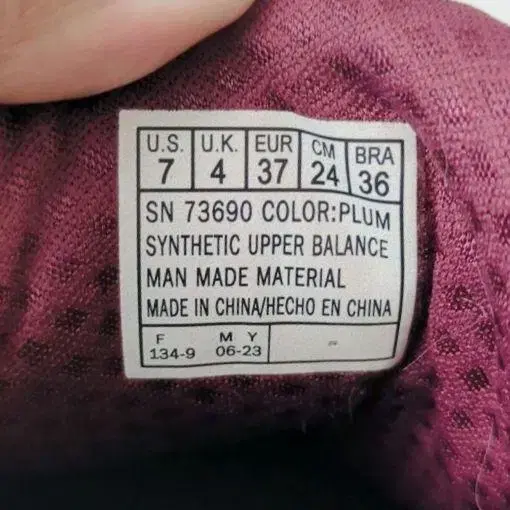 U.S. U.K. EUR CM BRA
7 4 37 24 36
SN 73690 COLOR:PLUM
SYNTHETIC UPPER BALANCE
MAN MADE MATERIAL
MADE IN CHINA/HECHO EN CHINA
F M Y
134-9 06-23